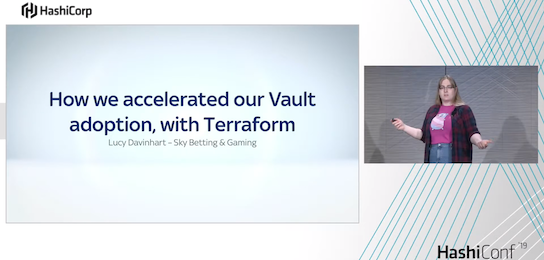 HashiCorp
How we accelerated our Vault
adoption, with Terraform
Lucy Davinhart – Sky Betting & Gaming
HashiConf '19